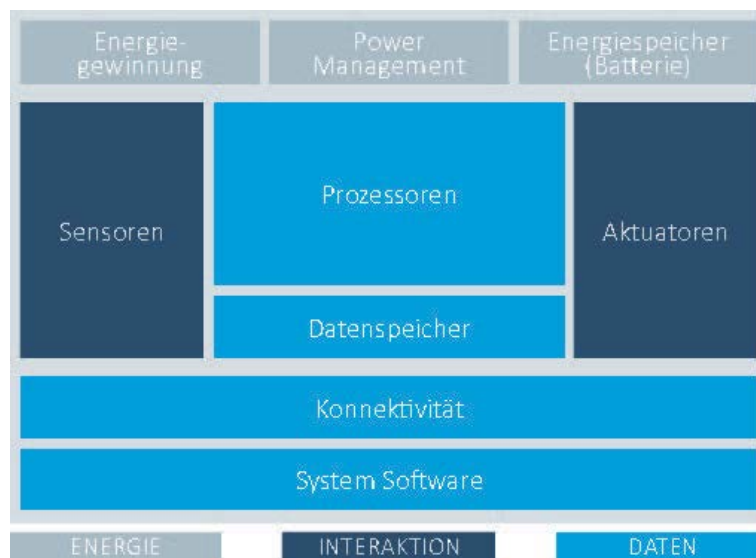 Energie-
gewinnung
Power
Management
Energiespeicher
(Batterie)
Sensoren
Prozessoren
Aktuatoren
Datenspeicher
Konnektivität
System Software
ENERGIE
INTERAKTION
DATEN